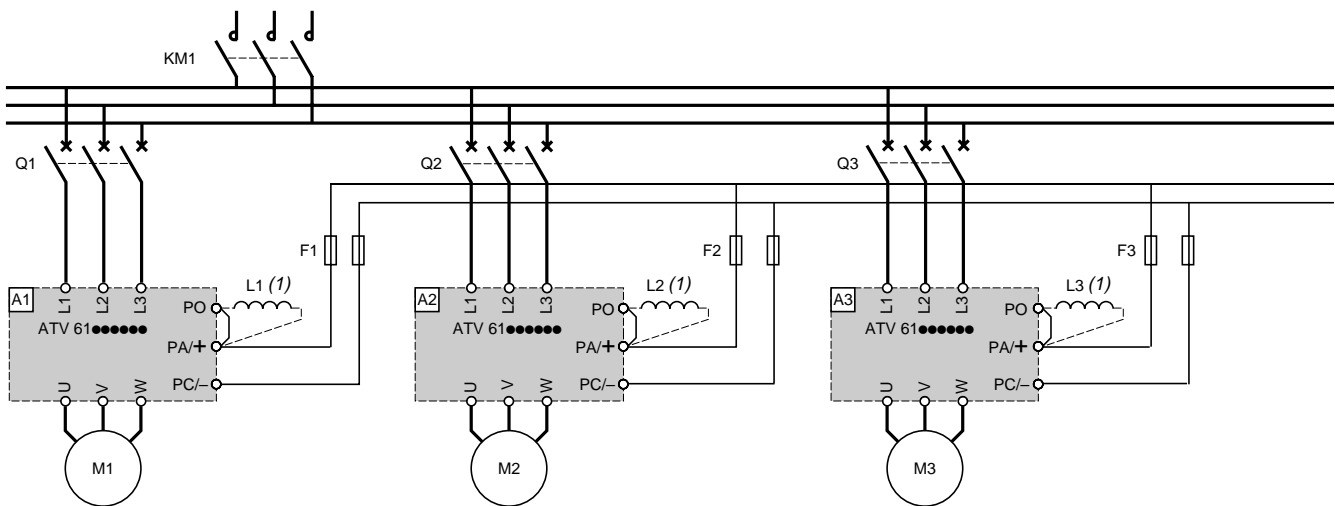 KM1
Q1
Q2
Q3
F1
F2
F3
A1
L1
L2
L3
PO
L1 (1)
ATV 61●●●●●●
PA/+
PC/–
U
V
W
M1
A2
L1
L2
L3
PO
L2 (1)
ATV 61●●●●●●
PA/+
PC/–
U
V
W
M2
A3
L1
L2
L3
PO
L3 (1)
ATV 61●●●●●●
PA/+
PC/–
U
V
W
M3